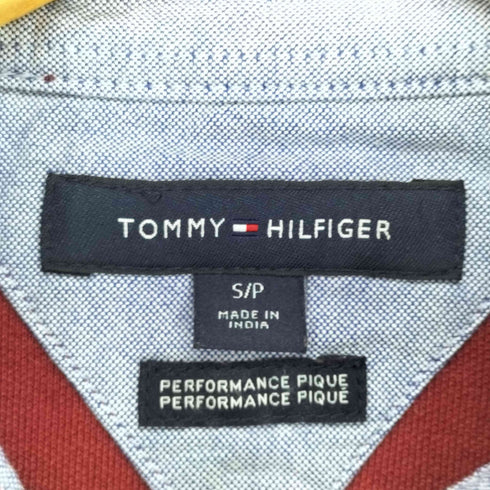 TOMMY HILFIGER
S/P
MADE IN
INDIA
PERFORMANCE PIQUE
PERFORMANCE PIQUÉ